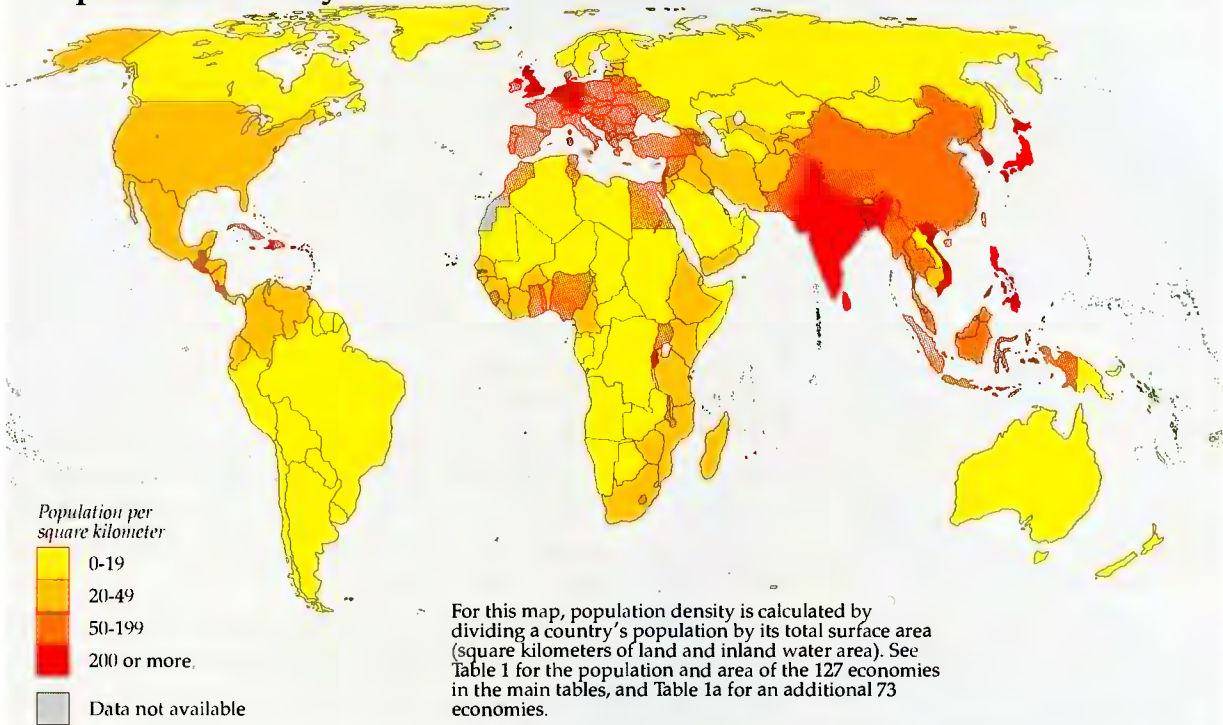 Population per
square kilometer
0-19
20-49
50-199
200 or more
Data not available
For this map, population density is calculated by
dividing a country's population by its total surface area
(square kilometers of land and inland water area). See
Table 1 for the population and area of the 127 economies
in the main tables, and Table 1a for an additional 73
economies.